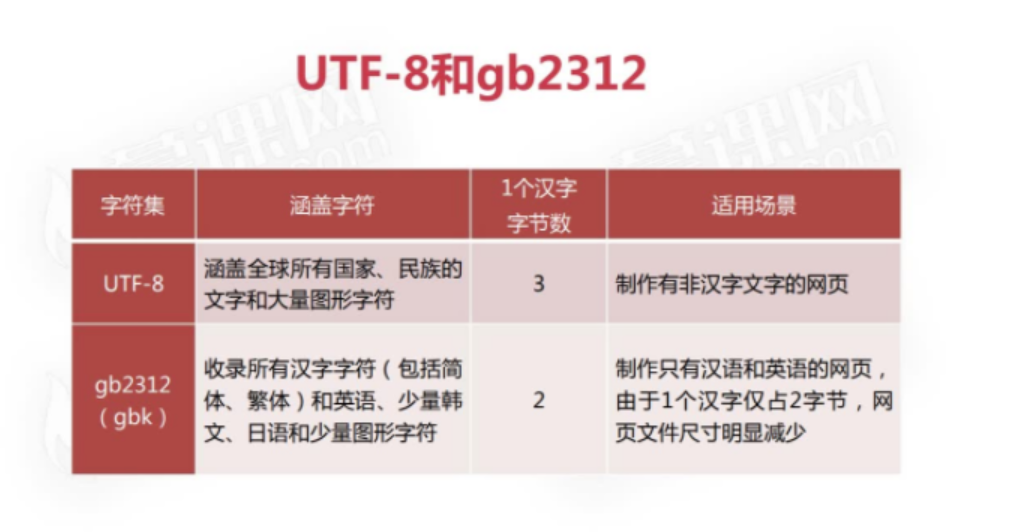 UTF-8和gb2312
字符集
涵盖字符
1个汉字
字节数
适用场景
UTF-8
涵盖全球所有国家、民族的
文字和大量图形字符
3
制作有非汉字文字的网页
gb2312
（gbk）
收录所有汉字字符（包括简
体、繁体）和英语、少量韩
文、日语和少量图形字符
2
制作只有汉语和英语的网页，
由于1个汉字仅占2字节，网
页文件尺寸明显减少